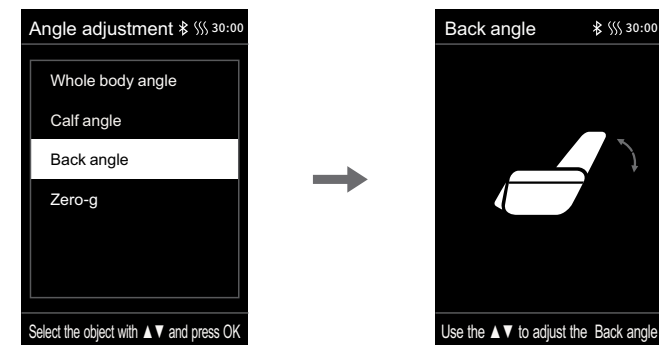 Angle adjustment 30:00
Whole body angle
Calf angle
Back angle
Zero-g
Select the object with ▲▼ and press OK
Back angle 30:00
Use the ▲▼ to adjust the Back angle